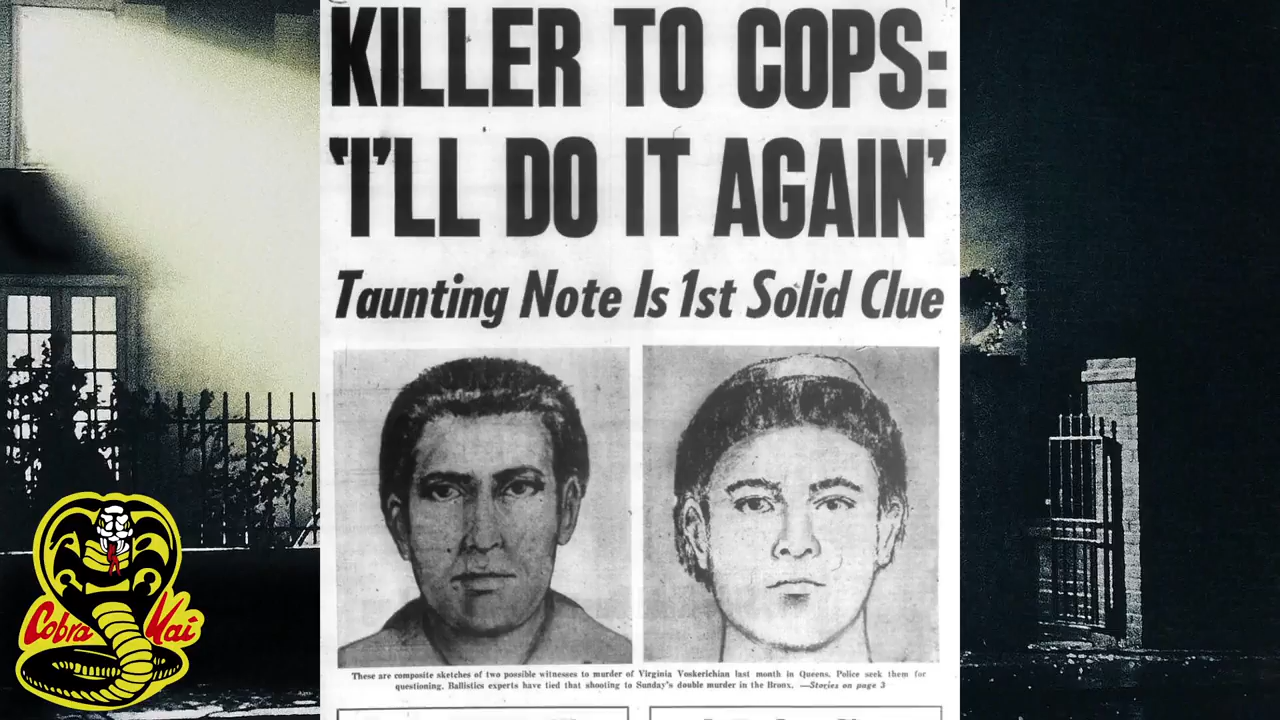 KILLER TO COPS:
'I'LL DO IT AGAIN'
Taunting Note Is 1st Solid Clue
These are composite sketches of two possible witnesses to murder of Virginia Voskerichian last month in Queens. Police seek them for
questioning. Ballistics experts have tied that shooting to Sunday's double murder in the Bronx. —Stories on page 3
Cobra Kai